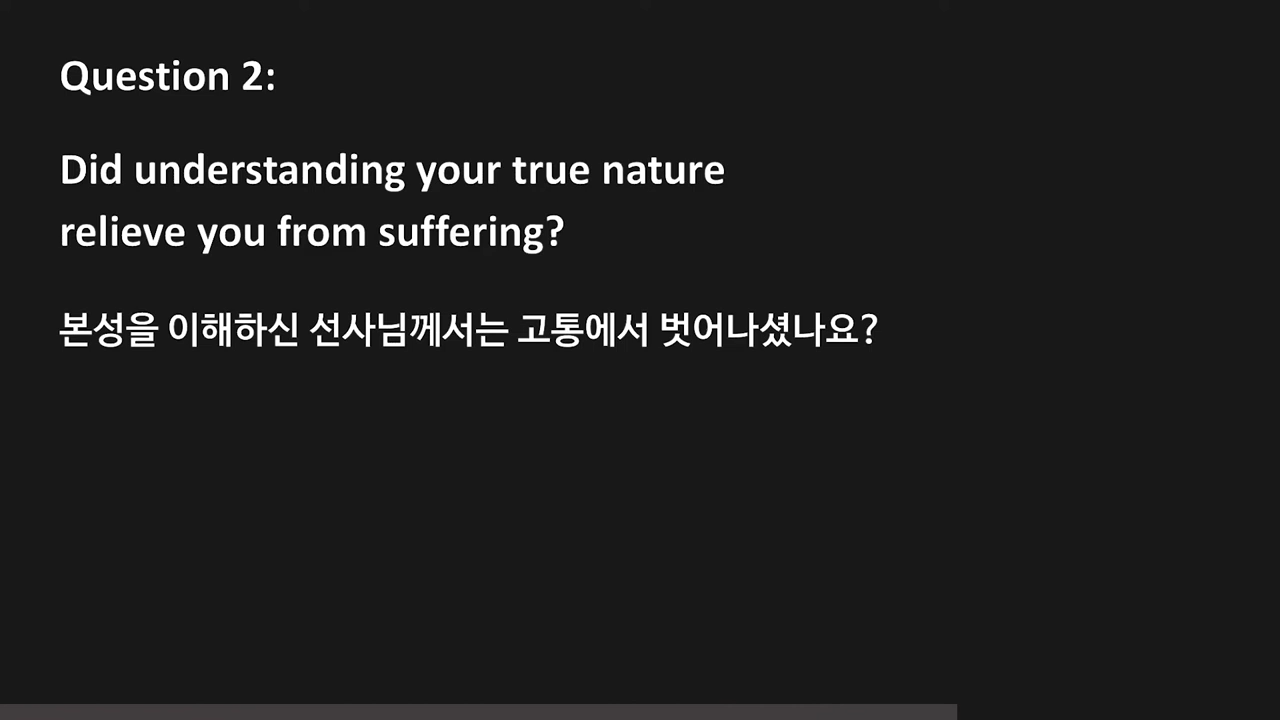 Question 2:
Did understanding your true nature
relieve you from suffering?
본성을 이해하신 선사님께서는 고통에서 벗어나셨나요?